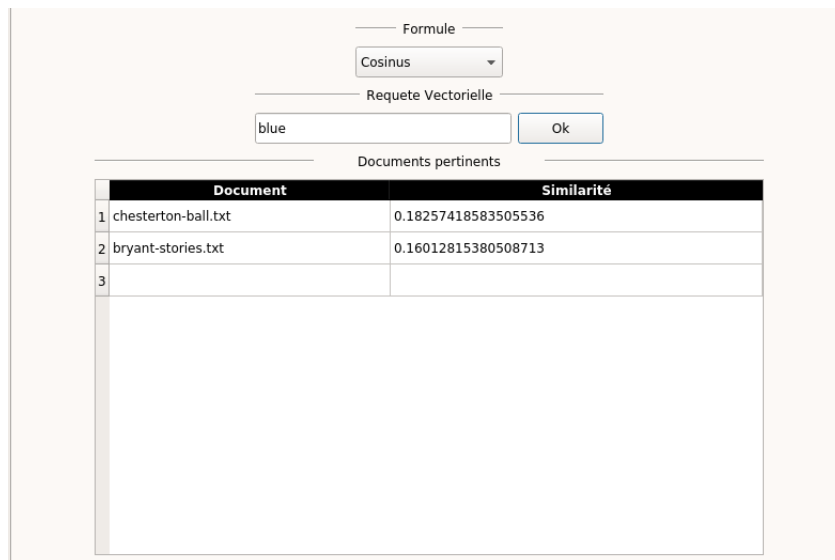 Formule
Cosinus
Requete Vectorielle
blue Ok
Documents pertinents
Document Similarité
1 chesterton-ball.txt 0.18257418583505536
2 bryant-stories.txt 0.16012815380508713
3